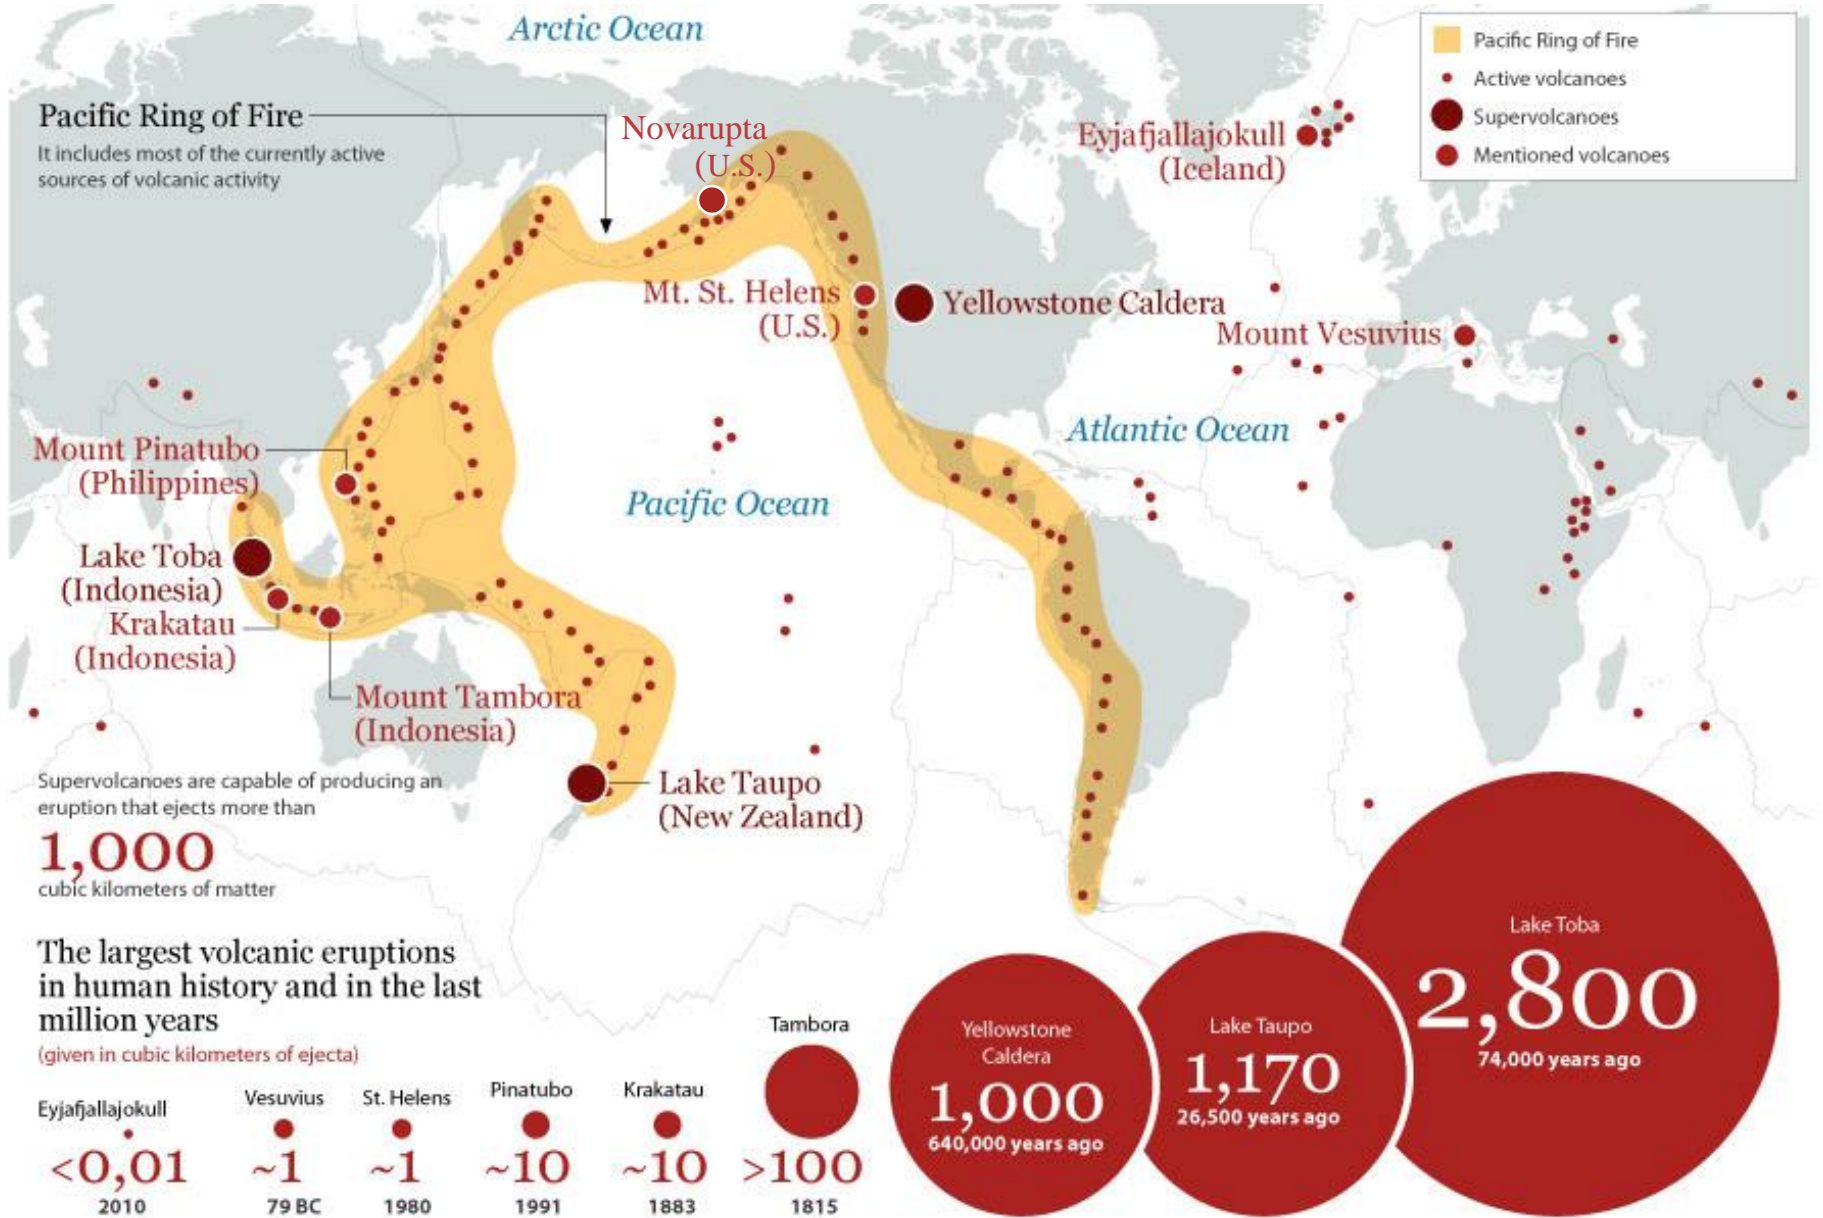 Arctic Ocean
Pacific Ring of Fire
Active volcanoes
Supervolcanoes
Mentioned volcanoes
Pacific Ring of Fire
It includes most of the currently active
sources of volcanic activity
Novarupta
(U.S.)
Eyjafjallajokull
(Iceland)
Mt. St. Helens
(U.S.)
Yellowstone Caldera
Mount Vesuvius
Atlantic Ocean
Mount Pinatubo
(Philippines)
Pacific Ocean
Lake Toba
(Indonesia)
Krakatau
(Indonesia)
Mount Tambora
(Indonesia)
Lake Taupo
(New Zealand)
Supervolcanoes are capable of producing an
eruption that ejects more than
1,000
cubic kilometers of matter
The largest volcanic eruptions
in human history and in the last
million years
(given in cubic kilometers of ejecta)
Eyjafjallajokull
<0,01
2010
Vesuvius
~1
79 BC
St. Helens
~1
1980
Pinatubo
~10
1991
Krakatau
~10
1883
Tambora
>100
1815
Yellowstone
Caldera
1,000
640,000 years ago
Lake Taupo
1,170
26,500 years ago
Lake Toba
2,800
74,000 years ago